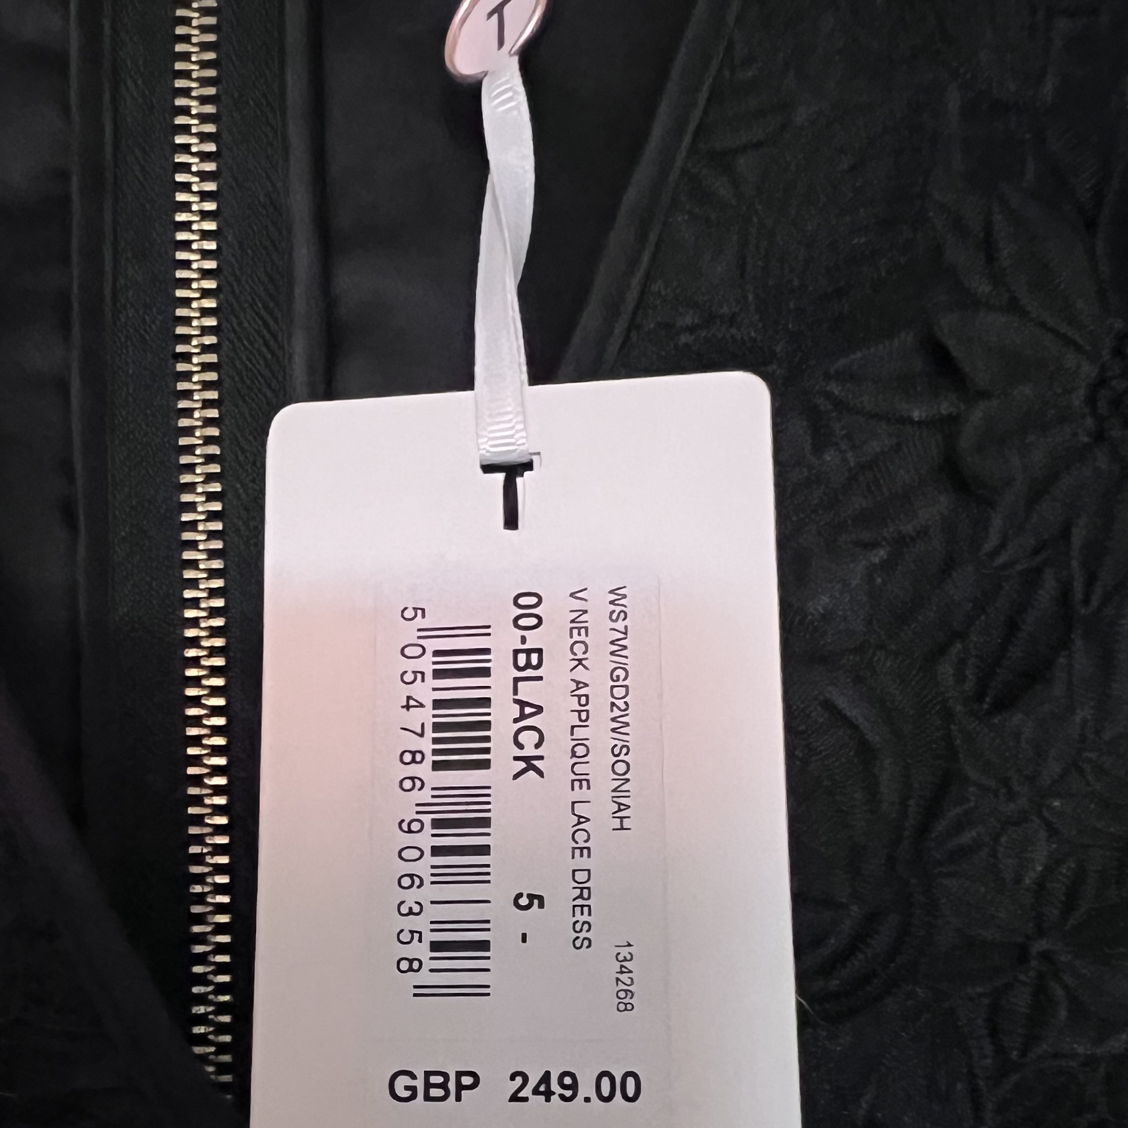 T
WS7W/GD2W/SONIAH 134268
V NECK APPLIQUE LACE DRESS
00-BLACK 5 -
5 054786 906358
GBP 249.00